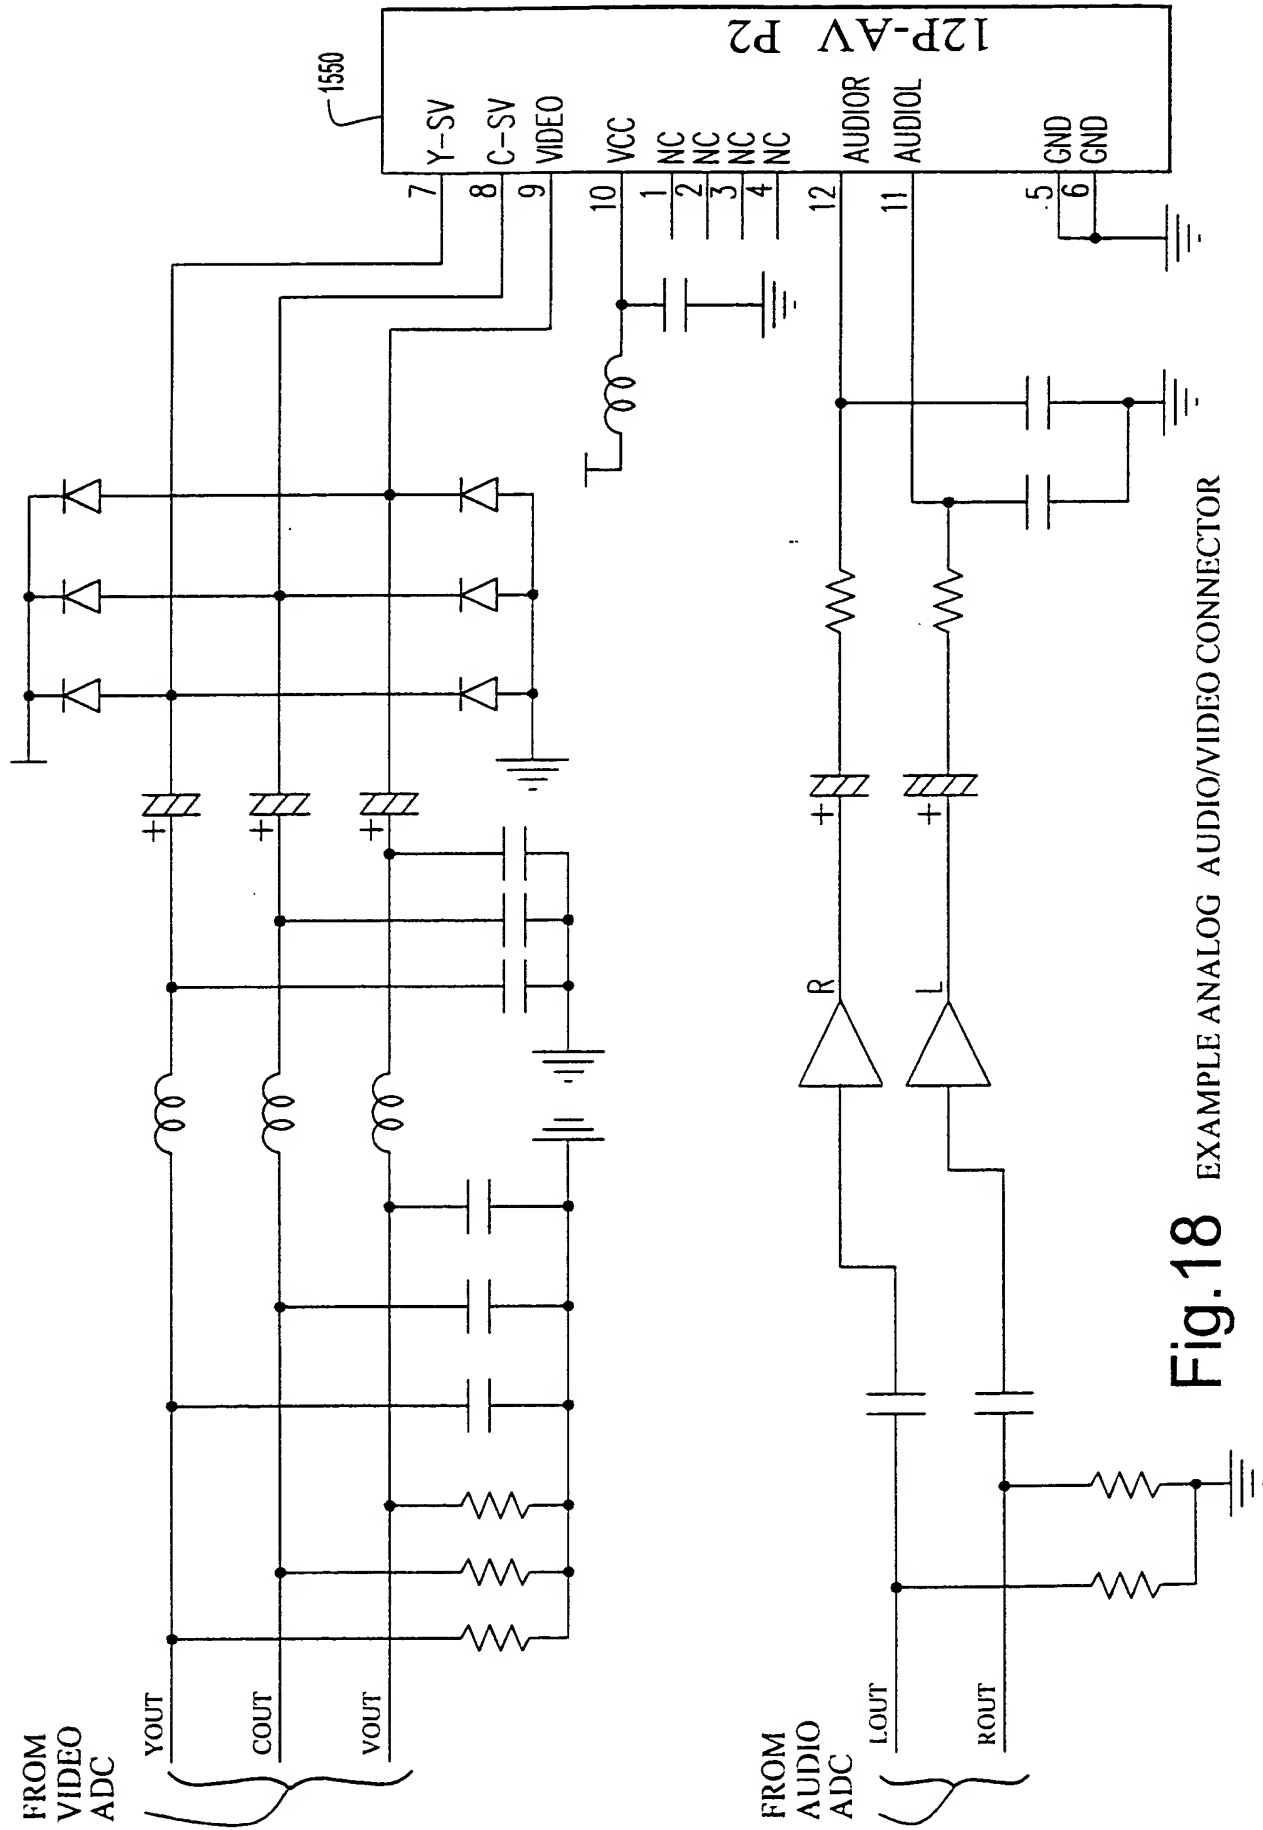 1550
12P-AV P2
Y-SV
C-SV
VIDEO
VCC
NC
NC
NC
NC
AUDIOR
AUDIOL
GND
GND
7
8
9
10
1
2
3
4
12
11
5
6
+
+
+
+
+
R
L
FROM
VIDEO
ADC
YOUT
COUT
VOUT
FROM
AUDIO
ADC
LOUT
ROUT
Fig.18 EXAMPLE ANALOG AUDIO/VIDEO CONNECTOR